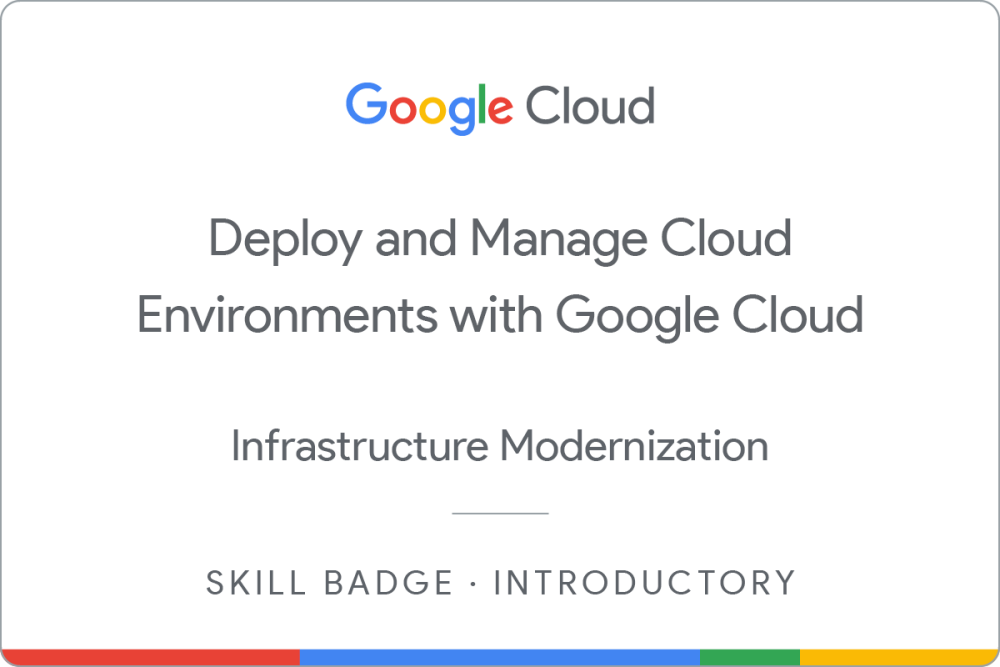 Google Cloud
Deploy and Manage Cloud
Environments with Google Cloud
Infrastructure Modernization
SKILL BADGE · INTRODUCTORY